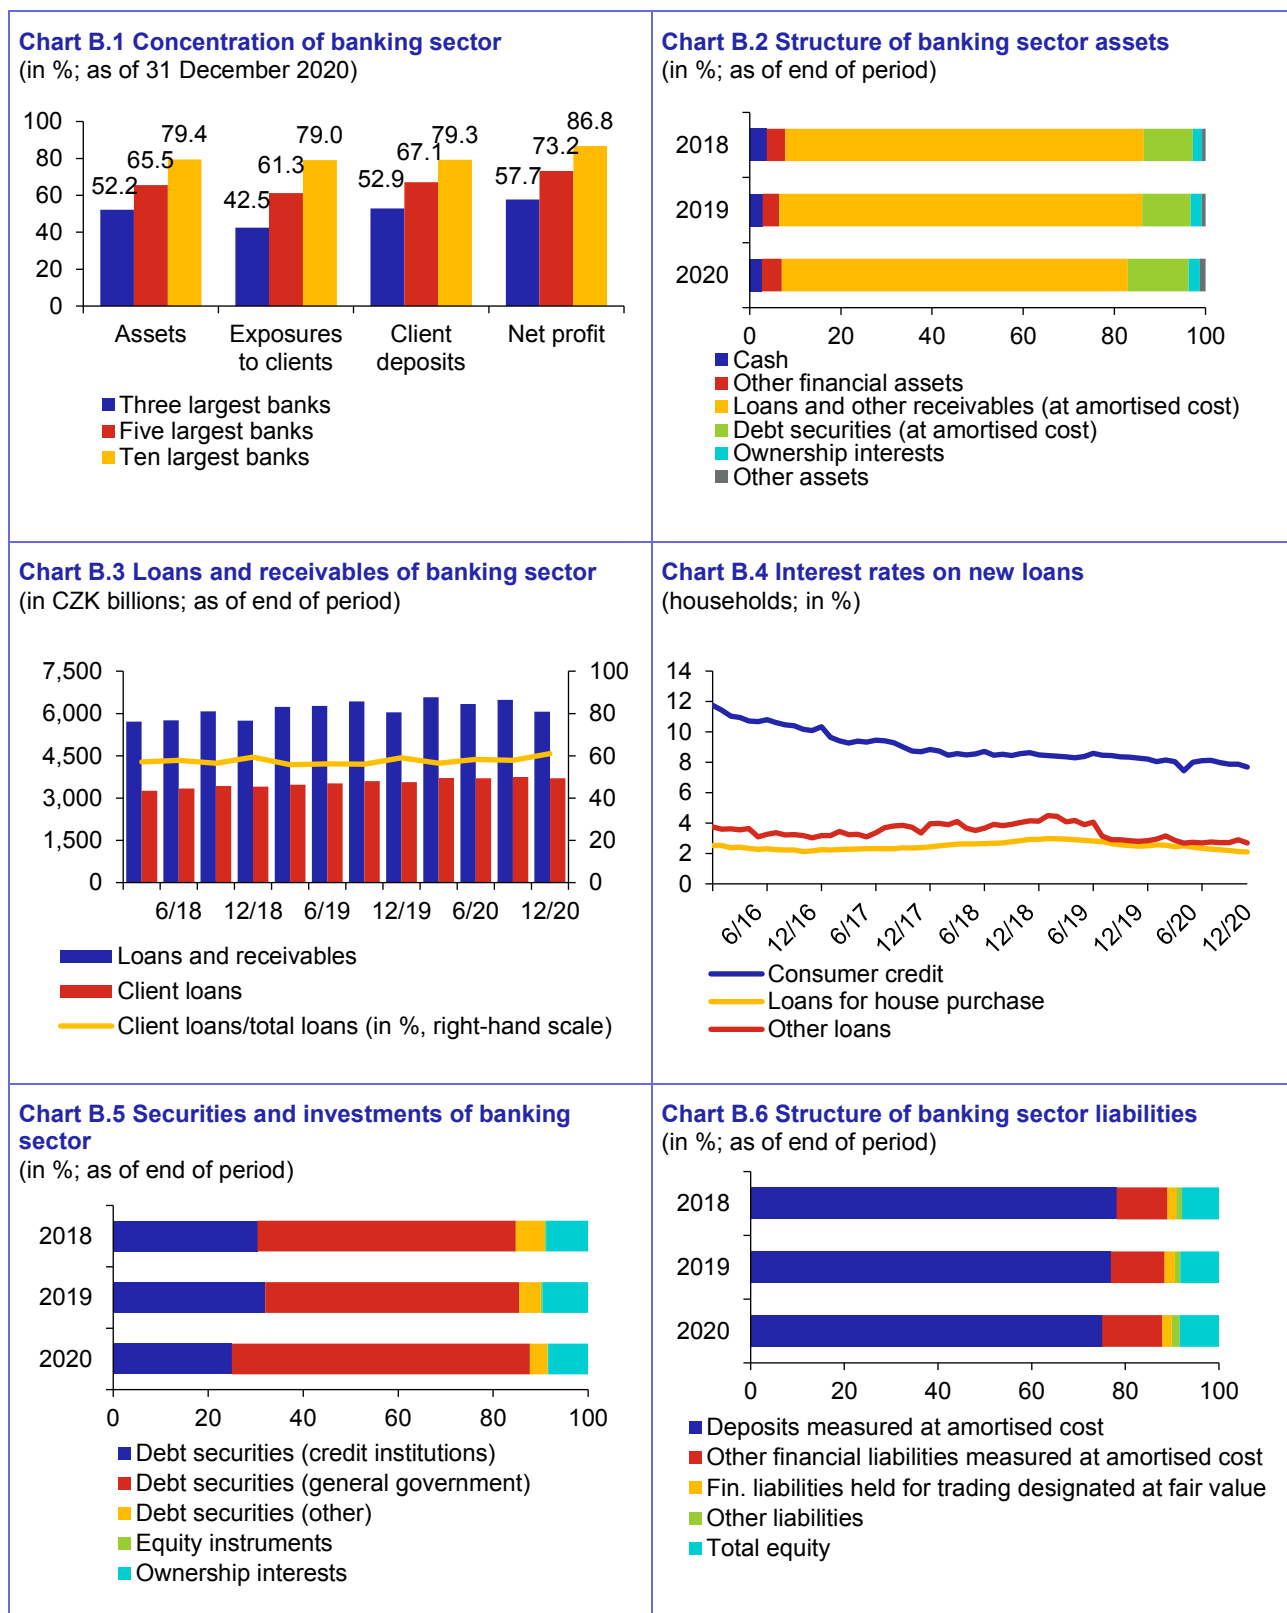 Chart B.1 Concentration of banking sector
(in %; as of 31 December 2020)
100
80
60
40
20
0
52.2
65.5
79.4
42.5
61.3
79.0
52.9
67.1
79.3
57.7
73.2
86.8
Assets
Exposures
to clients
Client
deposits
Net profit
Three largest banks
Five largest banks
Ten largest banks
Chart B.2 Structure of banking sector assets
(in %; as of end of period)
2018
2019
2020
0 20 40 60 80 100
Cash
Other financial assets
Loans and other receivables (at amortised cost)
Debt securities (at amortised cost)
Ownership interests
Other assets
Chart B.3 Loans and receivables of banking sector
(in CZK billions; as of end of period)
7,500 100
6,000 80
4,500 60
3,000 40
1,500 20
0 0
6/18 12/18 6/19 12/19 6/20 12/20
Loans and receivables
Client loans
Client loans/total loans (in %, right-hand scale)
Chart B.4 Interest rates on new loans
(households; in %)
14
12
10
8
6
4
2
0
6/16 12/16 6/17 12/17 6/18 12/18 6/19 12/19 6/20 12/20
Consumer credit
Loans for house purchase
Other loans
Chart B.5 Securities and investments of banking
sector
(in %; as of end of period)
2018
2019
2020
0 20 40 60 80 100
Debt securities (credit institutions)
Debt securities (general government)
Debt securities (other)
Equity instruments
Ownership interests
Chart B.6 Structure of banking sector liabilities
(in %; as of end of period)
2018
2019
2020
0 20 40 60 80 100
Deposits measured at amortised cost
Other financial liabilities measured at amortised cost
Fin. liabilities held for trading designated at fair value
Other liabilities
Total equity